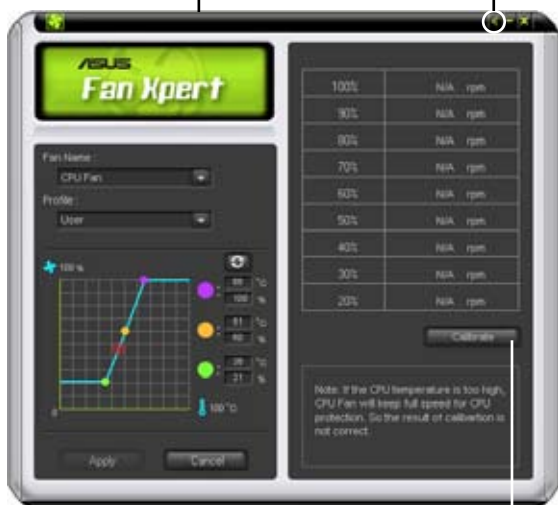 ASUS
Fan Xpert
Fan Name :
CPU Fan
Profile :
User
100 %
°C
100 %
°C
%
°C
21 %
0
100 °C
Apply
Cancel
100% N/A rpm
90% N/A rpm
80% N/A rpm
70% N/A rpm
60% N/A rpm
50% N/A rpm
40% N/A rpm
30% N/A rpm
20% N/A rpm
Calibrate
Note: If the CPU temperature is too high,
CPU Fan will keep full speed for CPU
protection. So the result of calibartion is
not correct.